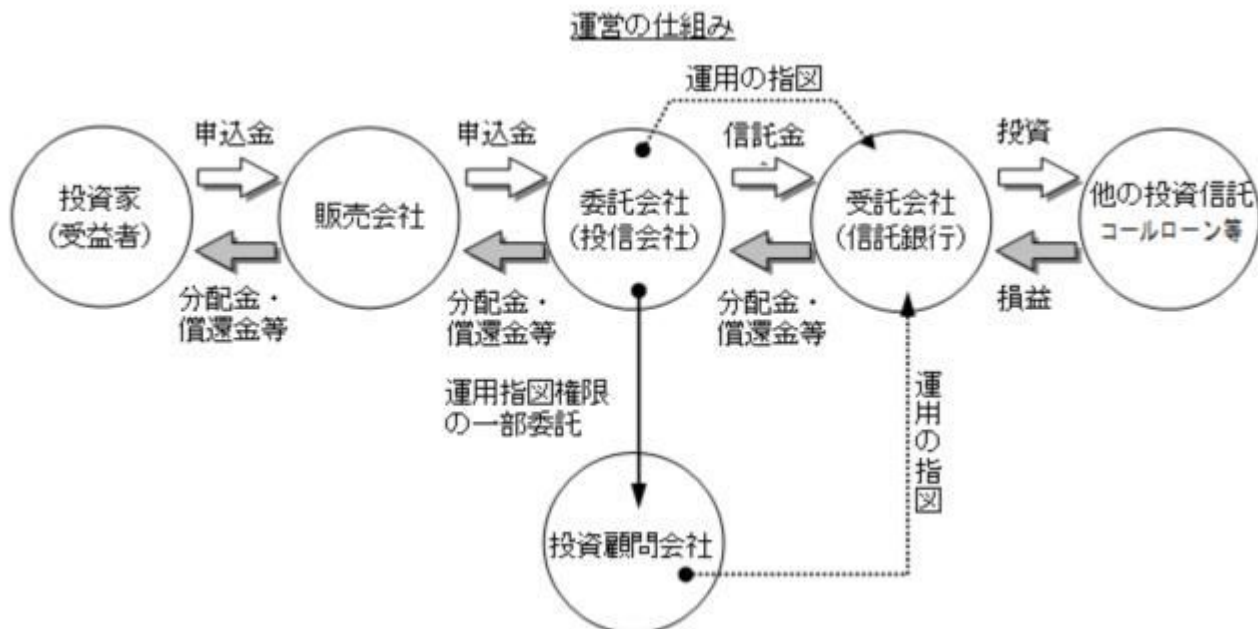 運営の仕組み
運用の指図
申込金
申込金
信託金
投資
投資家
(受益者)
販売会社
委託会社
(投信会社)
受託会社
(信託銀行)
他の投資信託
コールローン等
分配金・
償還金等
分配金・
償還金等
分配金・
償還金等
損益
運用指図権限
の一部委託
運用の指図
投資顧問会社